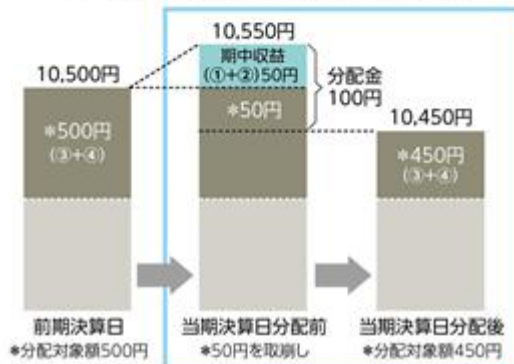 10,550円
期中収益
(①+②)50円
分配金
100円
10,500円
*50円
10,450円
*500円
(③+④)
*450円
(③+④)
前期決算日
*分配対象額500円
当期決算日分配前
*50円を取崩し
当期決算日分配後
*分配対象額450円